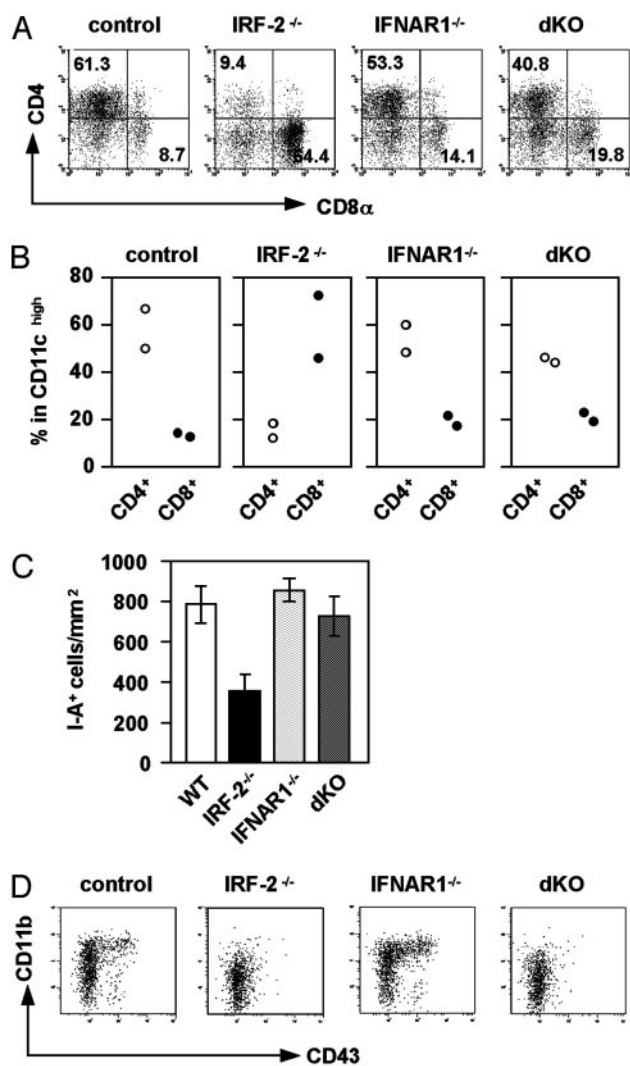 A
control IRF-2 -/- IFNAR1-/- dKO
61.3 9.4 53.3 40.8
8.7 64.4 14.1 19.8
CD4
CD8α
B
control IRF-2 -/- IFNAR1-/- dKO
% in CD11c high
80
60
40
20
0
CD4+ CD8+ CD4+ CD8+ CD4+ CD8+ CD4+ CD8+
C
I-A+ cells/mm2
1000
800
600
400
200
0
WT IRF-2-/- IFNAR1-/- dKO
D
control IRF-2 -/- IFNAR1-/- dKO
CD11b
CD43